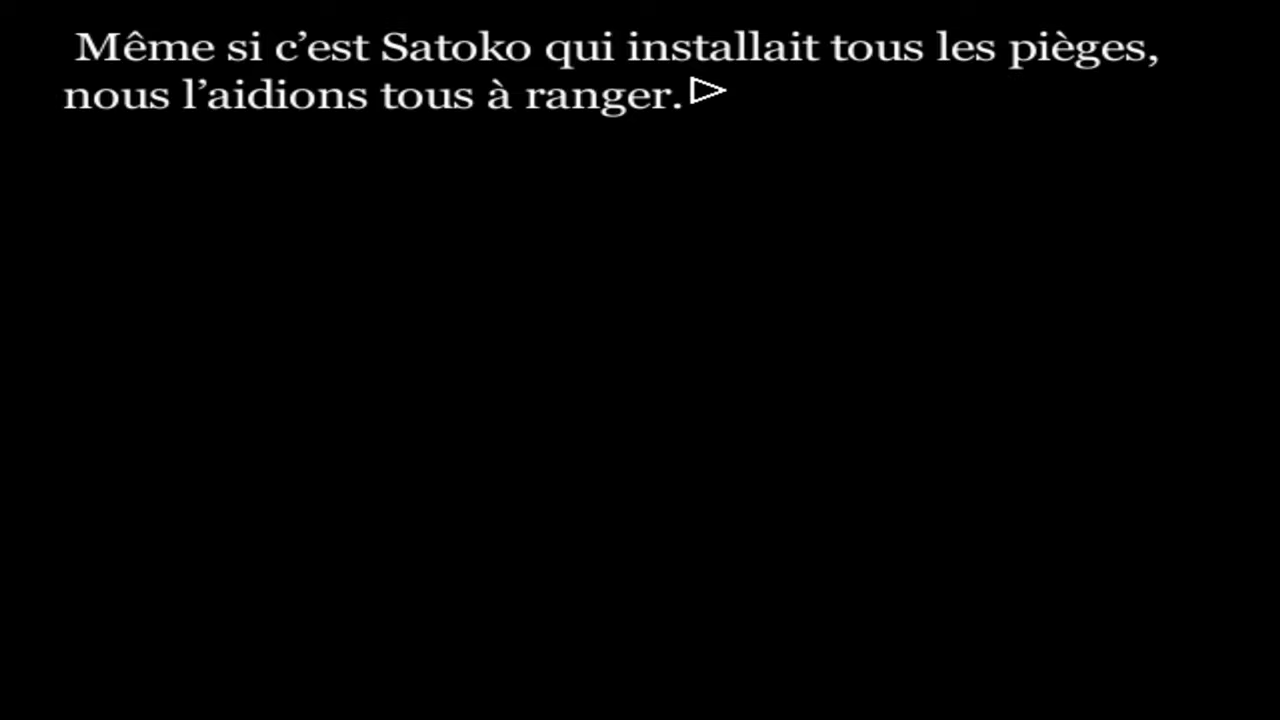 Même si c’est Satoko qui installait tous les pièges,
nous l’aidions tous à ranger.